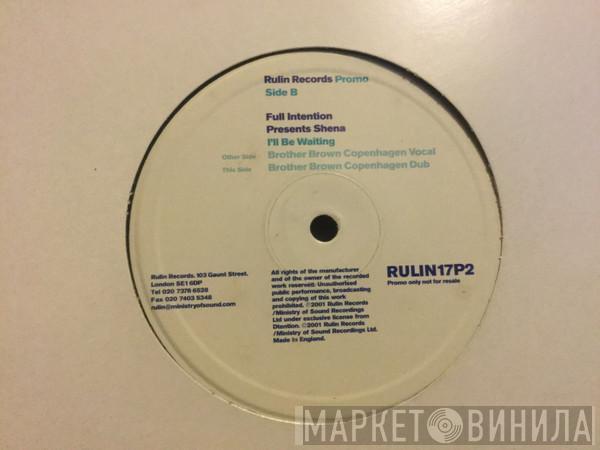 Rulin Records Promo
Side B
Full Intention
Presents Shena
I'll Be Waiting
Other Side Brother Brown Copenhagen Vocal
This Side Brother Brown Copenhagen Dub
Rulin Records. 103 Gaunt Street.
London SE1 6DP
Tel 020 7378 6528
Fax 020 7403 5348
rulin@ministryofsound.com
All rights of the manufacturer
and of the owner of the recorded
work reserved: Unauthorised
public performance, broadcasting
and copying of this work
prohibited. ©2001 Rulin Records
/Ministry of Sound Recordings
Ltd under exclusive license from
Dtention. ©2001 Rulin Records
/Ministry of Sound Recordings Ltd.
Made in England.
RULIN17P2
Promo only not for resale
МАРКЕТ ВИНИЛА